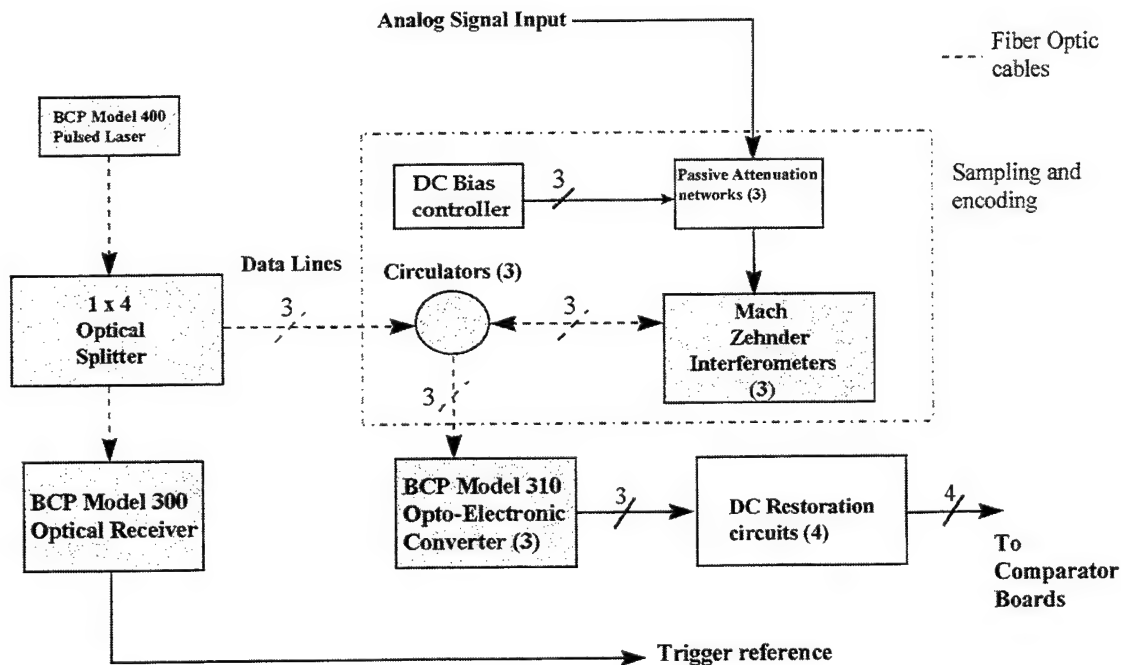 Analog Signal Input
Fiber Optic
cables
BCP Model 400
Pulsed Laser
DC Bias
controller
3
Passive Attenuation
networks (3)
Sampling and
encoding
1 x 4
Optical
Splitter
Data Lines
3
Circulators (3)
3
Mach
Zehnder
Interferometers
(3)
3
BCP Model 300
Optical Receiver
BCP Model 310
Opto-Electronic
Converter (3)
3
DC Restoration
circuits (4)
4
To
Comparator
Boards
Trigger reference